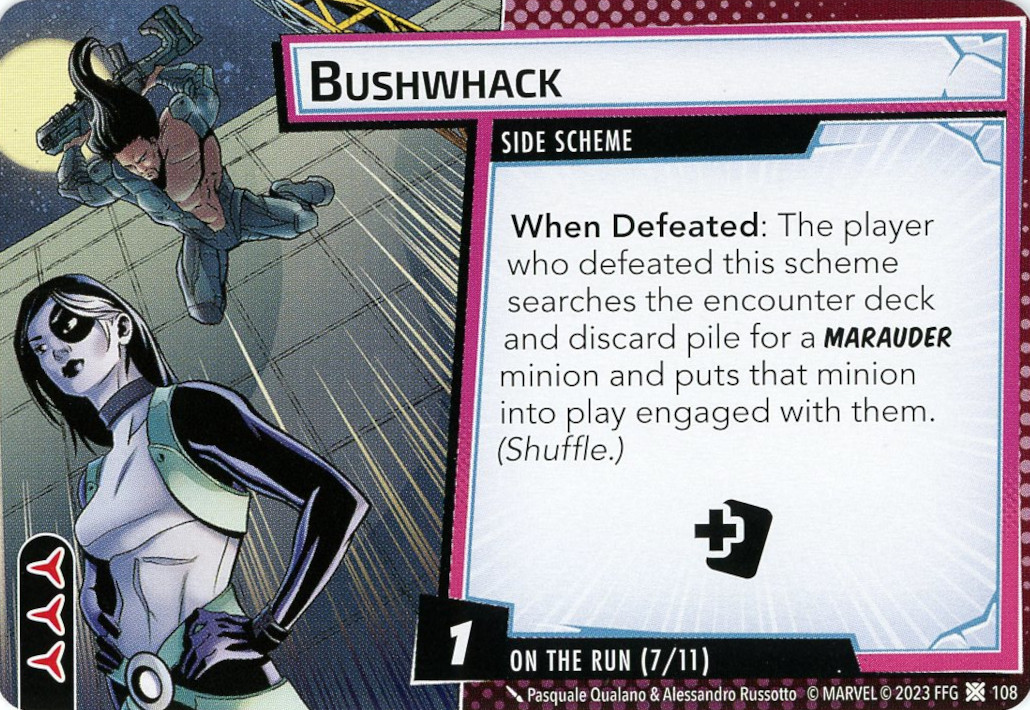 BUSHWHACK
SIDE SCHEME
When Defeated: The player
who defeated this scheme
searches the encounter deck
and discard pile for a MARAUDER
minion and puts that minion
into play engaged with them.
(Shuffle.)
1
ON THE RUN (7/11)
Pasquale Qualano & Alessandro Russotto © MARVEL © 2023 FFG 108